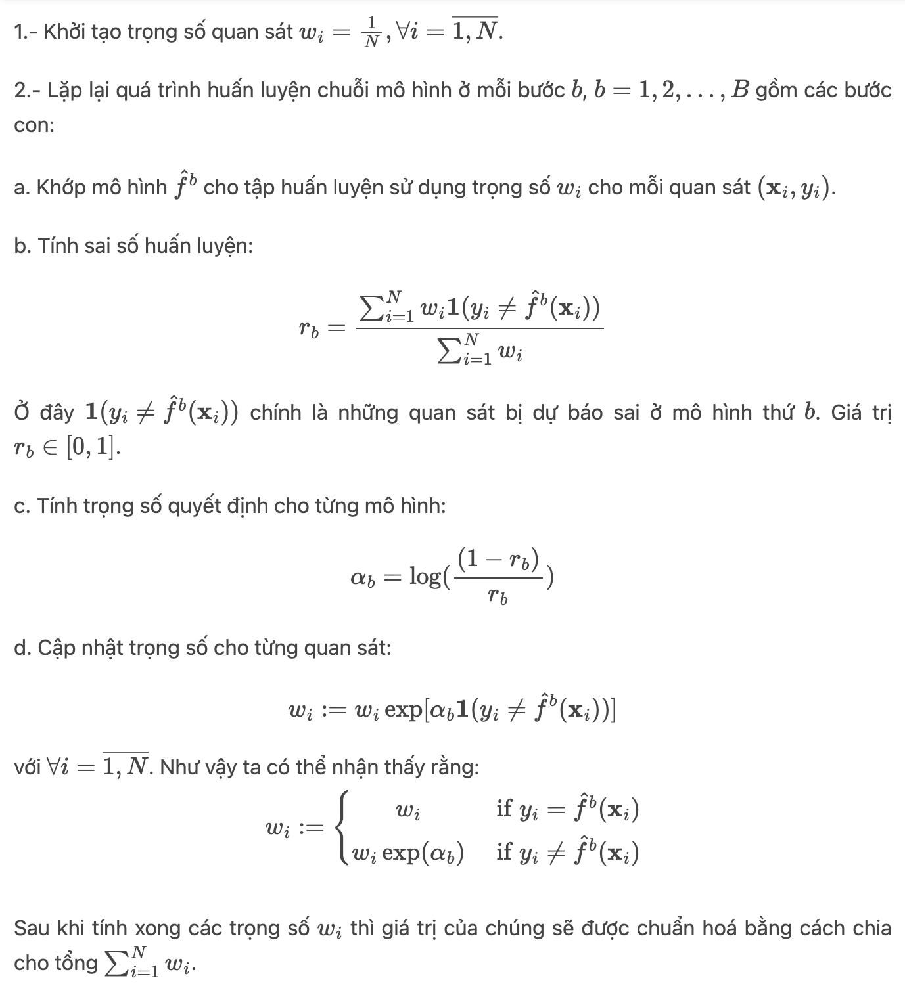 1.- Khởi tạo trọng số quan sát $w_i = \frac{1}{N}, \forall i = \overline{1, N}$.
2.- Lặp lại quá trình huấn luyện chuỗi mô hình ở mỗi bước $b$, $b = 1, 2, \ldots, B$ gồm các bước
con:
a. Khớp mô hình $\hat{f}^b$ cho tập huấn luyện sử dụng trọng số $w_i$ cho mỗi quan sát $(\mathbf{x}_i, y_i)$.
b. Tính sai số huấn luyện:
$r_b = \frac{\sum_{i=1}^N w_i \mathbf{1}(y_i \neq \hat{f}^b(\mathbf{x}_i))}{\sum_{i=1}^N w_i}$
Ở đây $\mathbf{1}(y_i \neq \hat{f}^b(\mathbf{x}_i))$ chính là những quan sát bị dự báo sai ở mô hình thứ $b$. Giá trị
$r_b \in [0, 1]$.
c. Tính trọng số quyết định cho từng mô hình:
$\alpha_b = \log(\frac{(1 - r_b)}{r_b})$
d. Cập nhật trọng số cho từng quan sát:
$w_i := w_i \exp[\alpha_b \mathbf{1}(y_i \neq \hat{f}^b(\mathbf{x}_i))]$
với $\forall i = \overline{1, N}$. Như vậy ta có thể nhận thấy rằng:
$w_i := \begin{cases} w_i & \text{if } y_i = \hat{f}^b(\mathbf{x}_i) \\ w_i \exp(\alpha_b) & \text{if } y_i \neq \hat{f}^b(\mathbf{x}_i) \end{cases}$
Sau khi tính xong các trọng số $w_i$ thì giá trị của chúng sẽ được chuẩn hoá bằng cách chia
cho tổng $\sum_{i=1}^N w_i$.